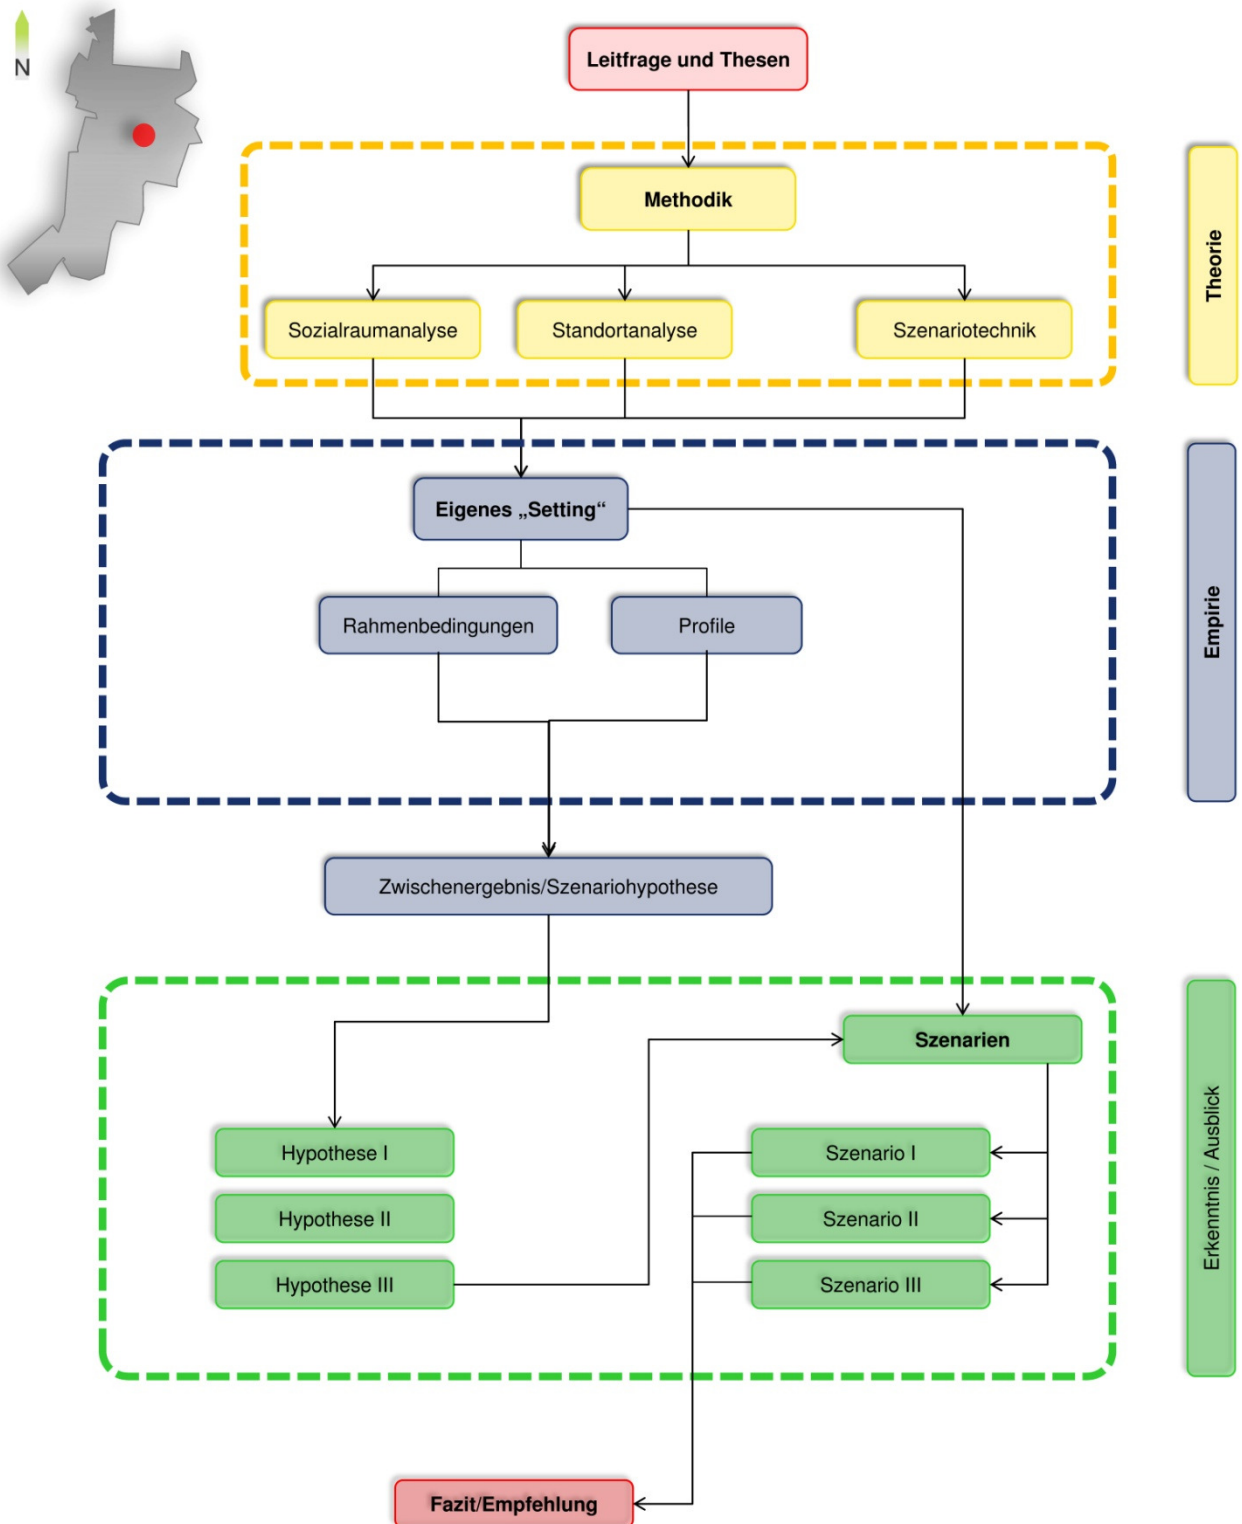 N
Leitfrage und Thesen
Methodik
Theorie
Sozialraumanalyse
Standortanalyse
Szenariotechnik
Eigenes „Setting“
Rahmenbedingungen
Profile
Empirie
Zwischenergebnis/Szenariohypothese
Szenarien
Hypothese I
Szenario I
Hypothese II
Szenario II
Hypothese III
Szenario III
Erkenntnis / Ausblick
Fazit/Empfehlung